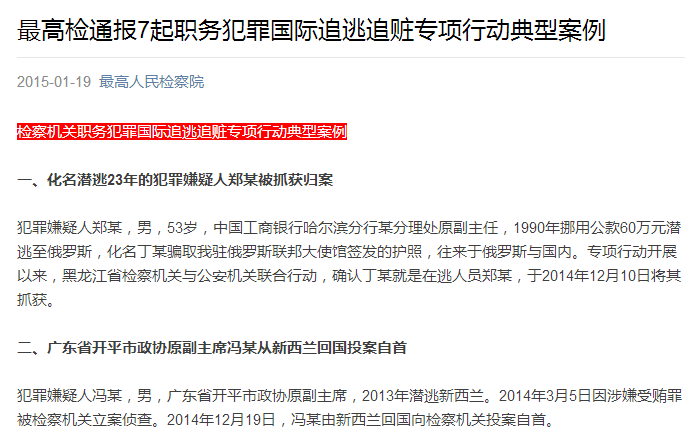 最高检通报7起职务犯罪国际追逃追赃专项行动典型案例
2015-01-19 最高人民检察院
检察机关职务犯罪国际追逃追赃专项行动典型案例
一、化名潜逃23年的犯罪嫌疑人郑某被抓获归案
犯罪嫌疑人郑某，男，53岁，中国工商银行哈尔滨分行某分理处原副主任，1990年挪用公款60万元潜
逃至俄罗斯，化名丁某骗取我驻俄罗斯联邦大使馆签发的护照，往来于俄罗斯与国内。专项行动开展
以来，黑龙江省检察机关与公安机关联合行动，确认丁某就是在逃人员郑某，于2014年12月10日将其
抓获。
二、广东省开平市政协原副主席冯某从新西兰回国投案自首
犯罪嫌疑人冯某，男，广东省开平市政协原副主席，2013年潜逃新西兰。2014年3月5日因涉嫌受贿罪
被检察机关立案侦查。2014年12月19日，冯某由新西兰回国向检察机关投案自首。